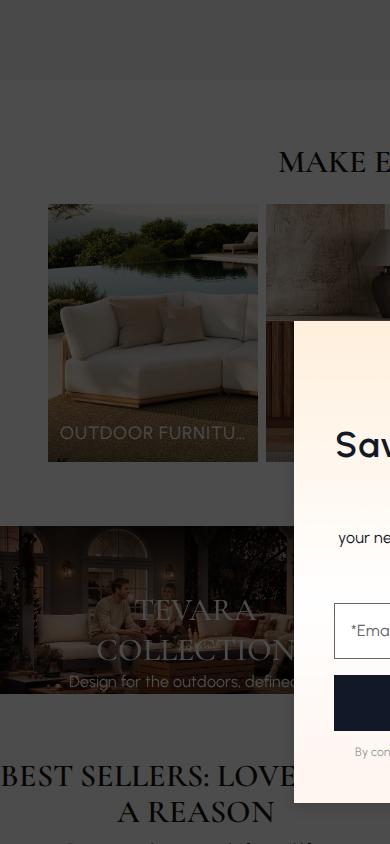 MAKE E
OUTDOOR FURNITU...
Sav
your ne
*Ema
By con
TEVARA
COLLECTION
Design for the outdoors, defined
BEST SELLERS: LOVE
A REASON